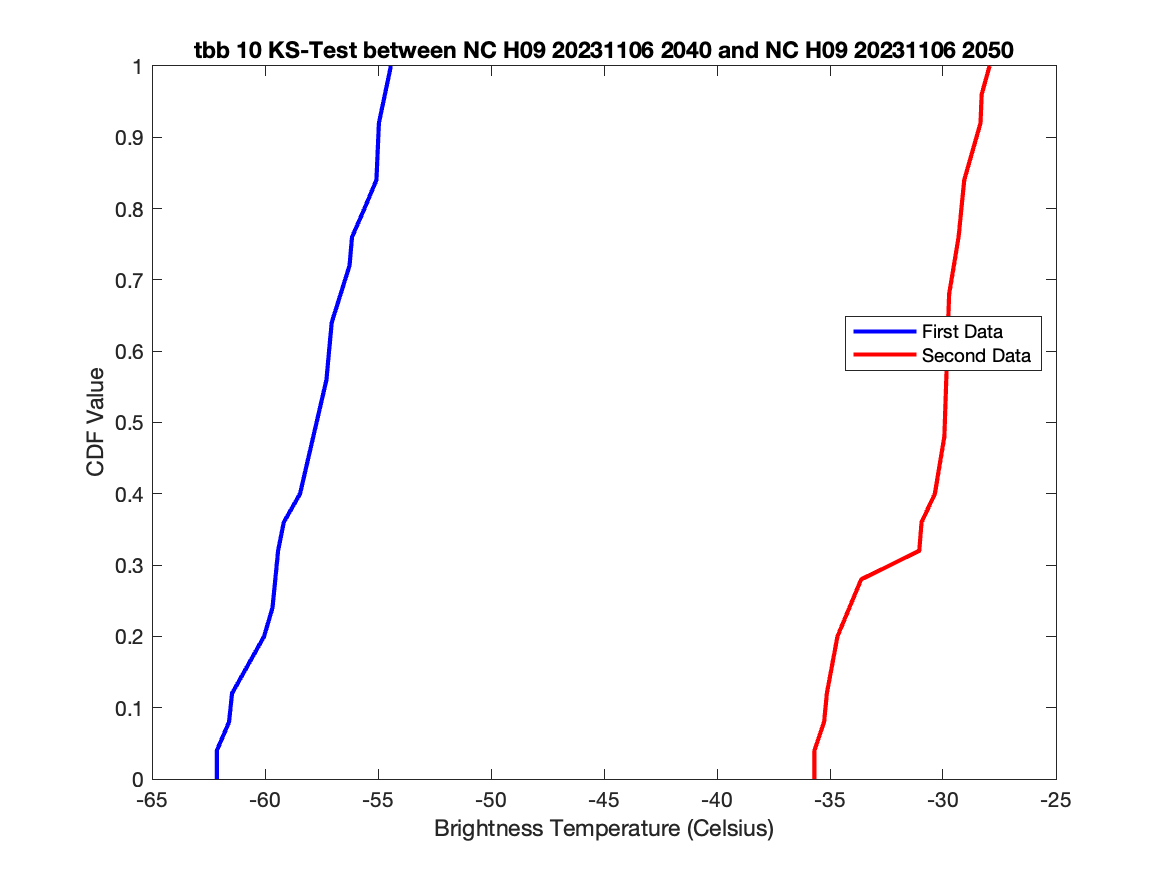 tbb 10 KS-Test between NC H09 20231106 2040 and NC H09 20231106 2050
1
0.9
0.8
0.7
0.6
0.5
0.4
0.3
0.2
0.1
0
CDF Value
First Data
Second Data
-65 -60 -55 -50 -45 -40 -35 -30 -25
Brightness Temperature (Celsius)